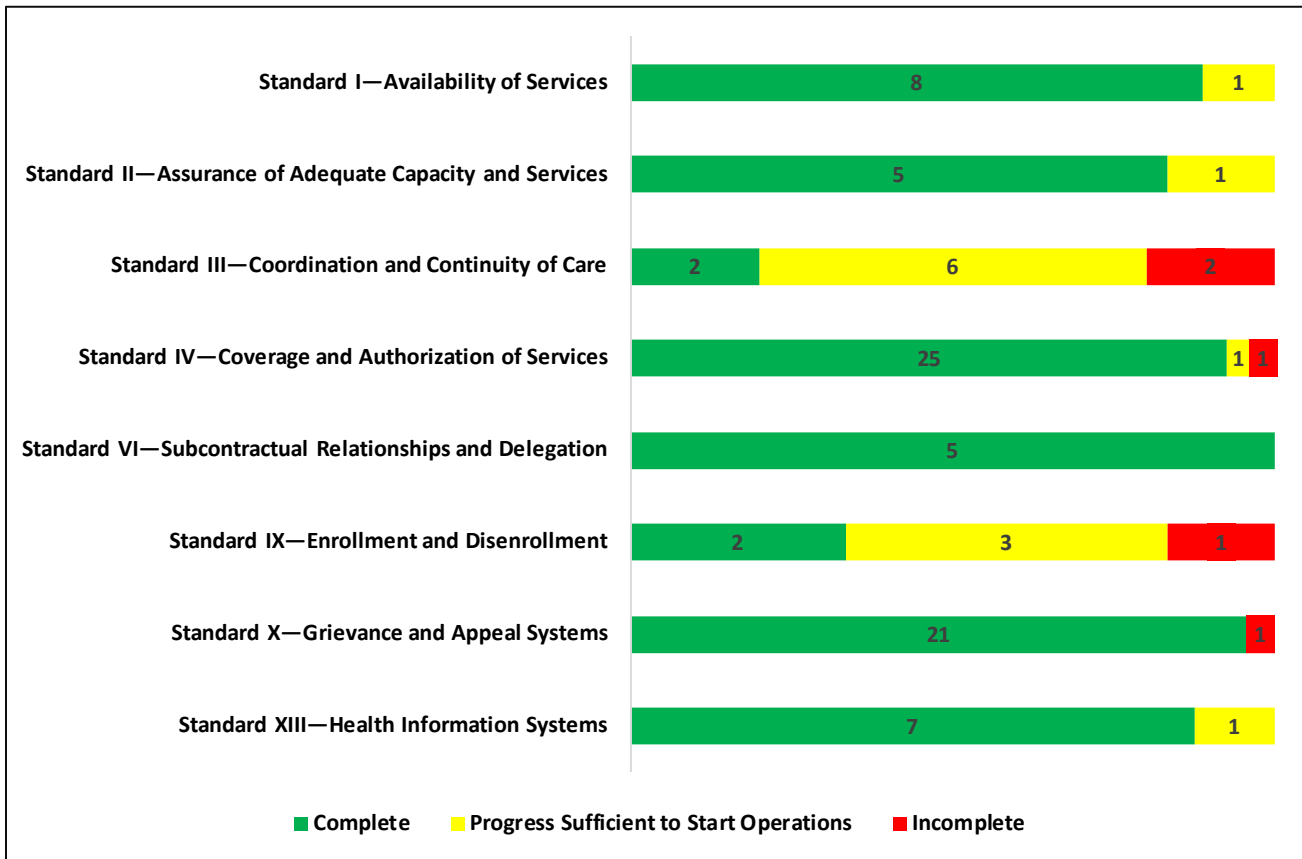 Standard I—Availability of Services 8 1
Standard II—Assurance of Adequate Capacity and Services 5 1
Standard III—Coordination and Continuity of Care 2 6 2
Standard IV—Coverage and Authorization of Services 25 1 1
Standard VI—Subcontractual Relationships and Delegation 5
Standard IX—Enrollment and Disenrollment 2 3 1
Standard X—Grievance and Appeal Systems 21 1
Standard XIII—Health Information Systems 7 1
Complete Progress Sufficient to Start Operations Incomplete